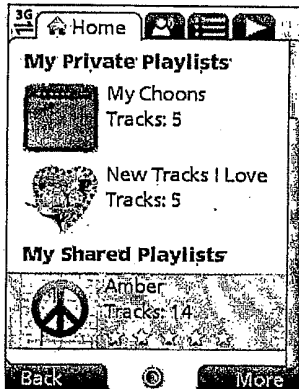 3G
Home
My Private Playlists
My Choons
Tracks: 5
New Tracks I Love
Tracks: 5
My Shared Playlists
Amber
Tracks: 14
Back
More